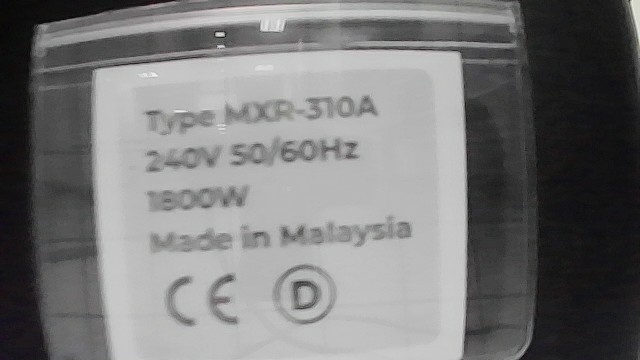 Type MXR-310A
240V 50/60Hz
1800W
Made in Malaysia
CE D